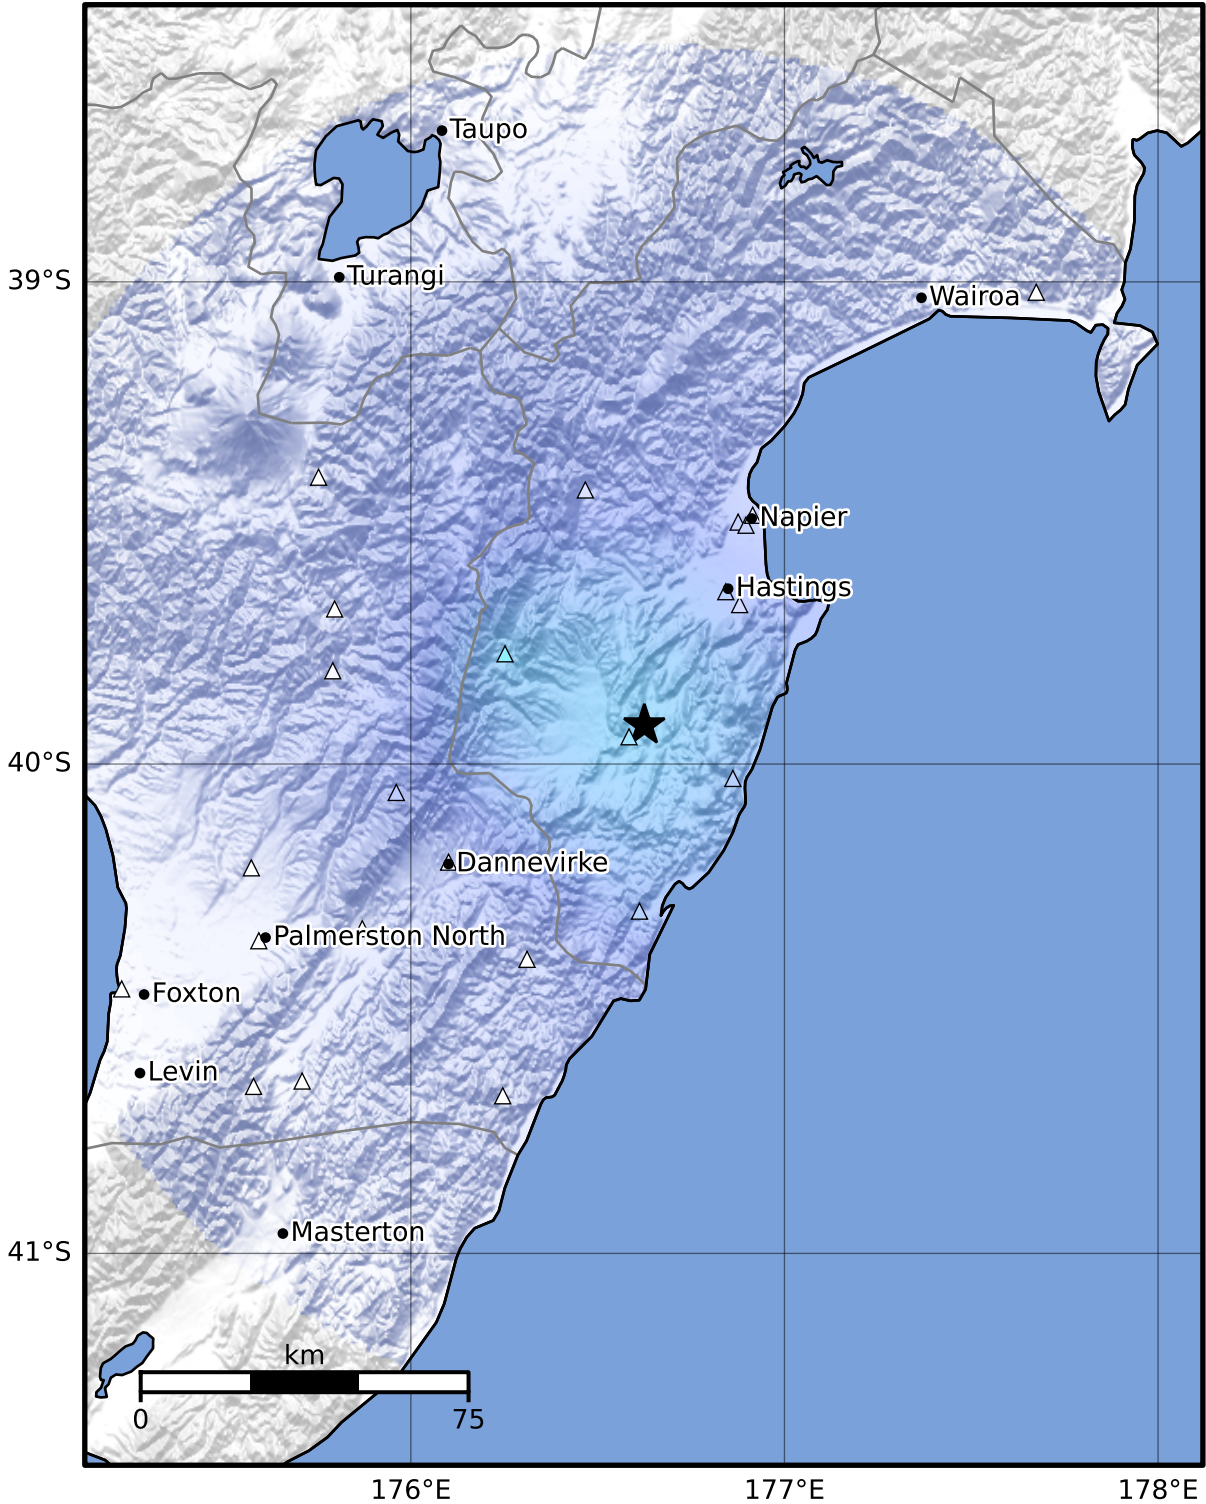 Taupo
39°S
Turangi
Wairoa
Napier
Hastings
40°S
Dannevirke
Palmerston North
Foxton
Levin
Masterton
41°S
km
0 75
176°E 177°E 178°E